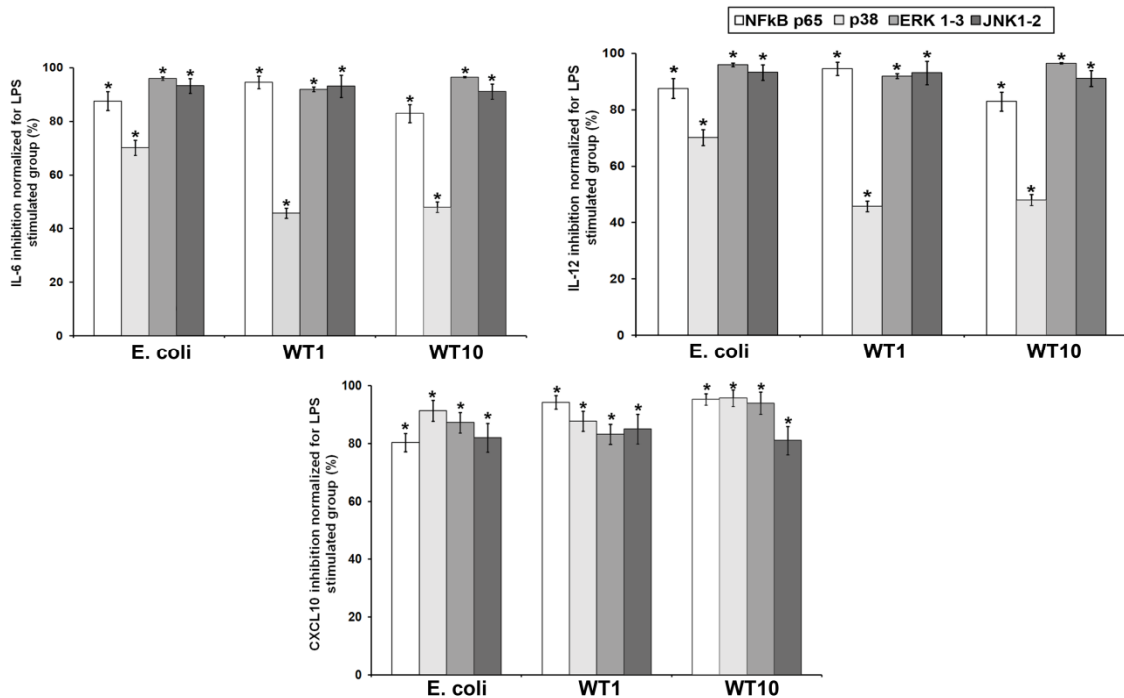 NFkB p65 p38 ERK 1-3 JNK1-2
IL-6 inhibition normalized for LPS
stimulated group (%)
100
80
60
40
20
0
* * * * * * * * * * * *
E. coli WT1 WT10
IL-12 inhibition normalized for LPS
stimulated group (%)
100
80
60
40
20
0
* * * * * * * * * * * *
E. coli WT1 WT10
CXCL10 inhibition normalized for LPS
stimulated group (%)
100
80
60
40
20
0
* * * * * * * * * * * *
E. coli WT1 WT10